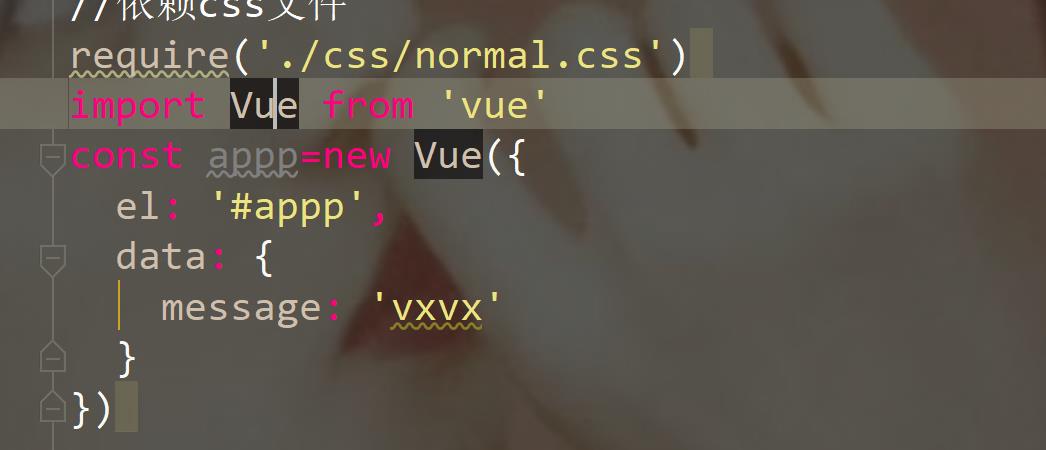 //依赖css文件
require('./css/normal.css')
import Vue from 'vue'
const appp=new Vue({
  el: '#appp',
  data: {
    message: 'vxvx'
  }
})